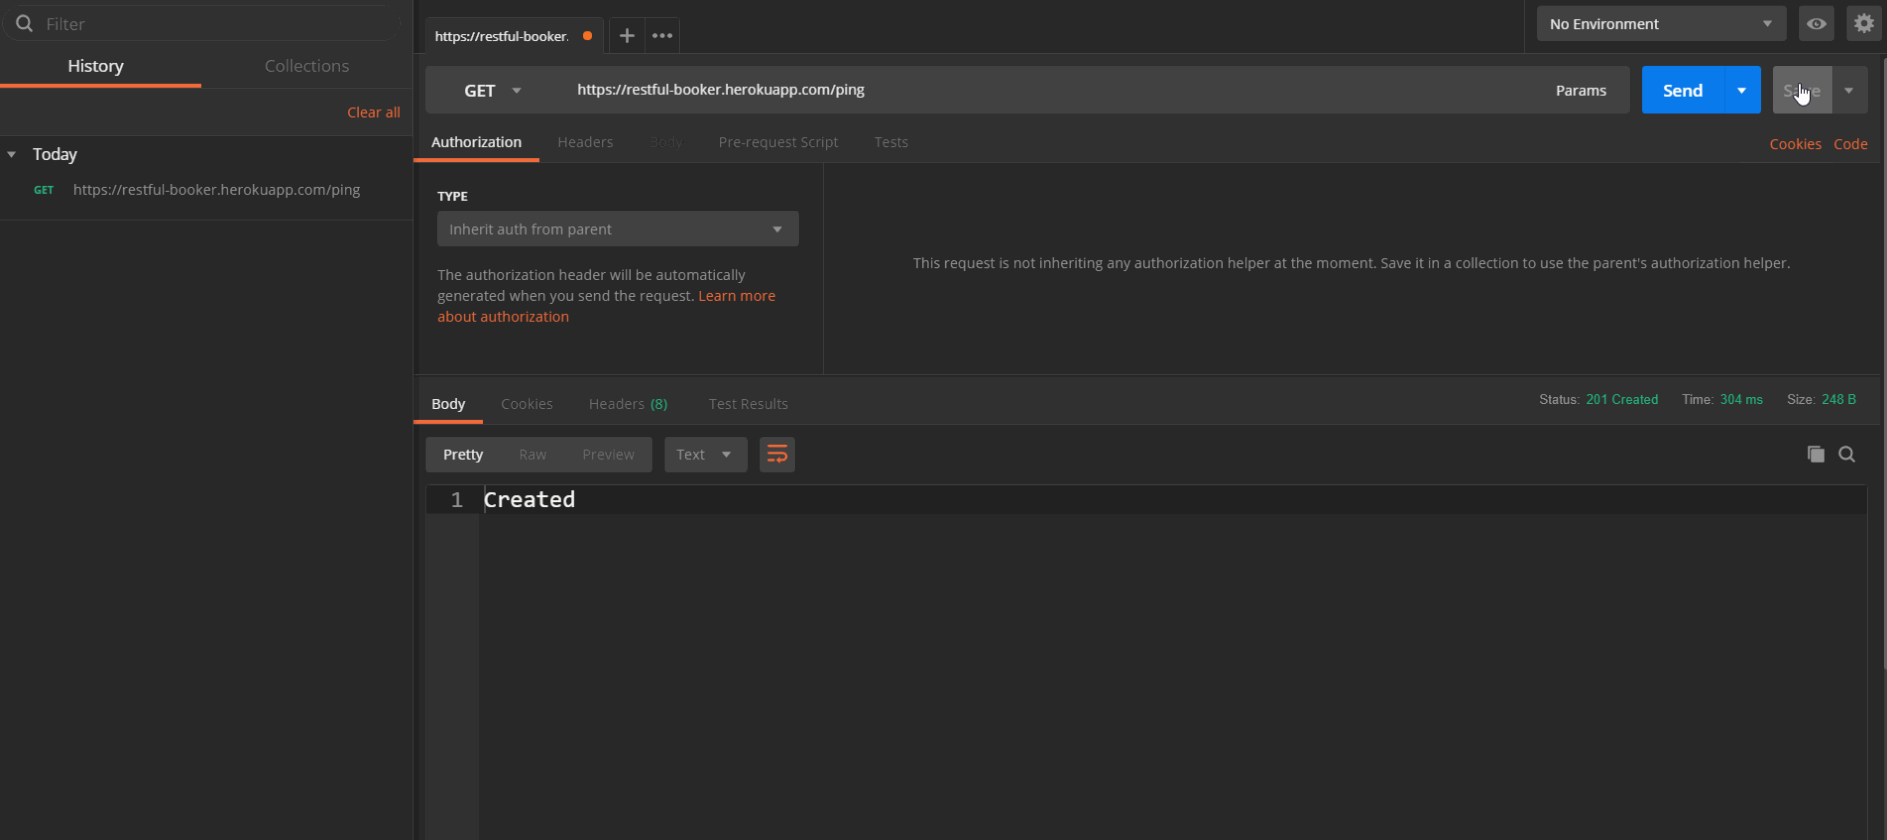 Filter
History Collections
Clear all
Today
GET https://restful-booker.herokuapp.com/ping
https://restful-booker.
No Environment
GET https://restful-booker.herokuapp.com/ping Params Send Save
Authorization Headers Body Pre-request Script Tests Cookies Code
TYPE
Inherit auth from parent
The authorization header will be automatically
generated when you send the request. Learn more
about authorization
This request is not inheriting any authorization helper at the moment. Save it in a collection to use the parent's authorization helper.
Body Cookies Headers (8) Test Results Status: 201 Created Time: 304 ms Size: 248 B
Pretty Raw Preview Text
1 Created